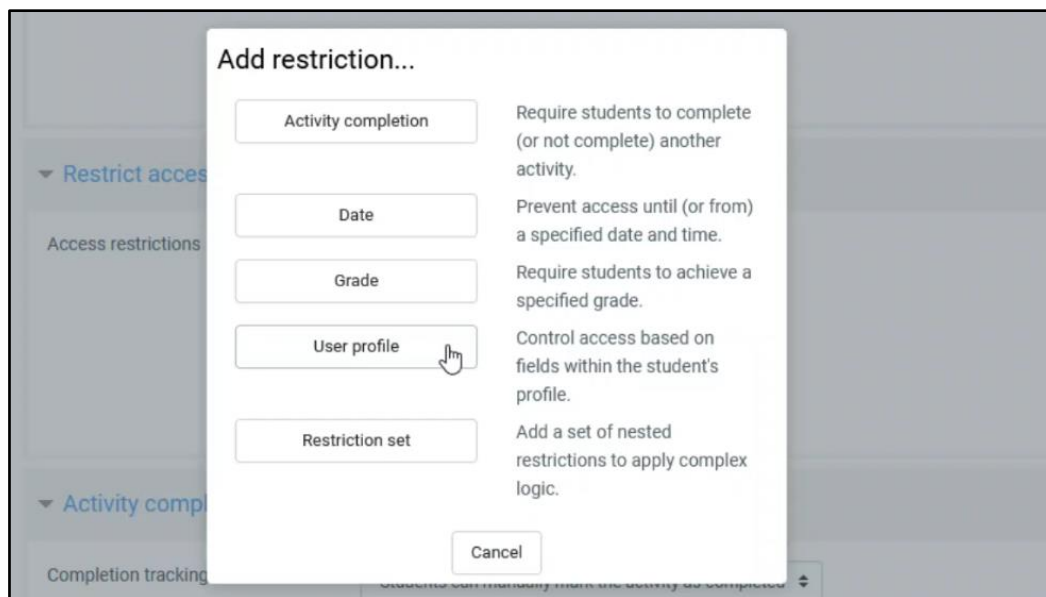 Add restriction...
Activity completion
Require students to complete
(or not complete) another
activity.
Restrict acces
Date
Prevent access until (or from)
a specified date and time.
Access restrictions
Grade
Require students to achieve a
specified grade.
User profile
Control access based on
fields within the student's
profile.
Restriction set
Add a set of nested
restrictions to apply complex
logic.
Activity compl
Cancel
Completion tracking
Students can manually mark the activity as completed